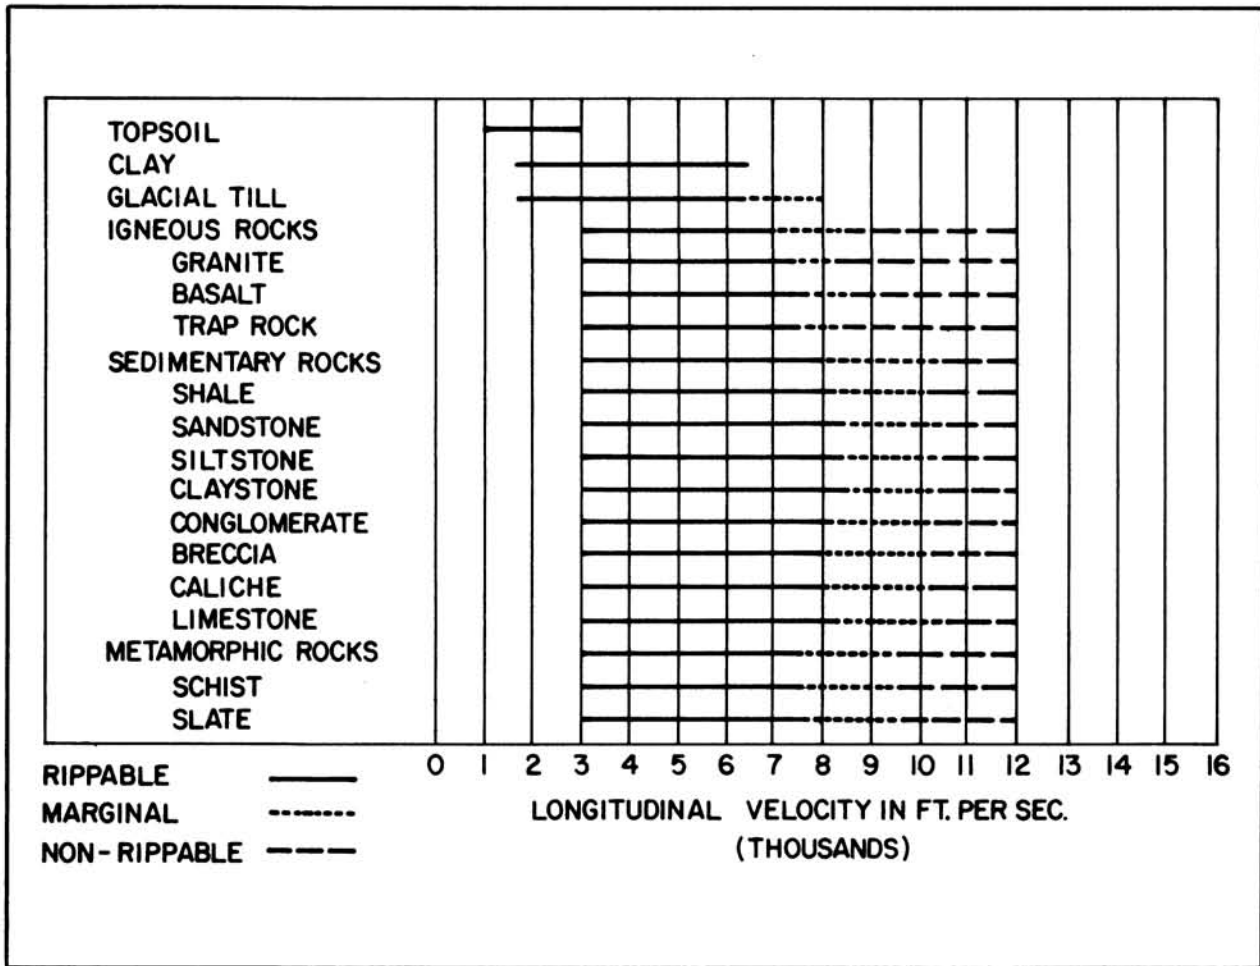 TOPSOIL
CLAY
GLACIAL TILL
IGNEOUS ROCKS
GRANITE
BASALT
TRAP ROCK
SEDIMENTARY ROCKS
SHALE
SANDSTONE
SILTSTONE
CLAYSTONE
CONGLOMERATE
BRECCIA
CALICHE
LIMESTONE
METAMORPHIC ROCKS
SCHIST
SLATE
0 1 2 3 4 5 6 7 8 9 10 11 12 13 14 15 16
RIPPABLE
MARGINAL
NON-RIPPABLE
LONGITUDINAL VELOCITY IN FT. PER SEC.
(THOUSANDS)